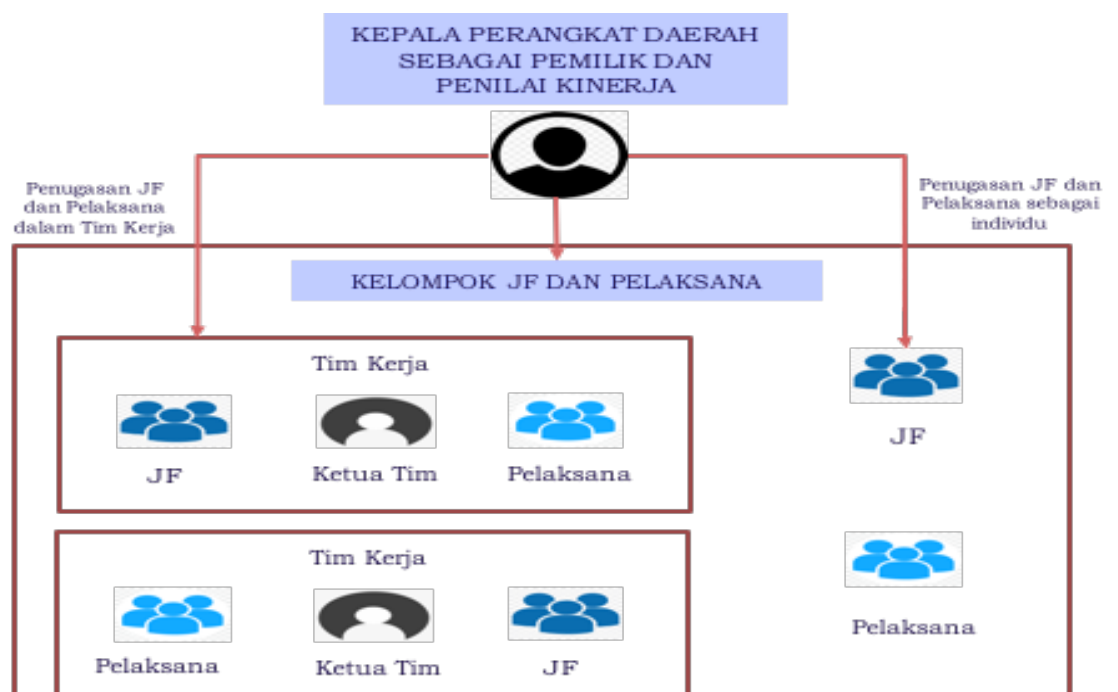 KEPALA PERANGKAT DAERAH
SEBAGAI PEMILIK DAN
PENILAI KINERJA
Penugasan JF
dan Pelaksana
dalam Tim Kerja
Penugasan JF dan
Pelaksana sebagai
individu
KELOMPOK JF DAN PELAKSANA
Tim Kerja
JF
Ketua Tim
Pelaksana
JF
Tim Kerja
Pelaksana
Ketua Tim
JF
Pelaksana